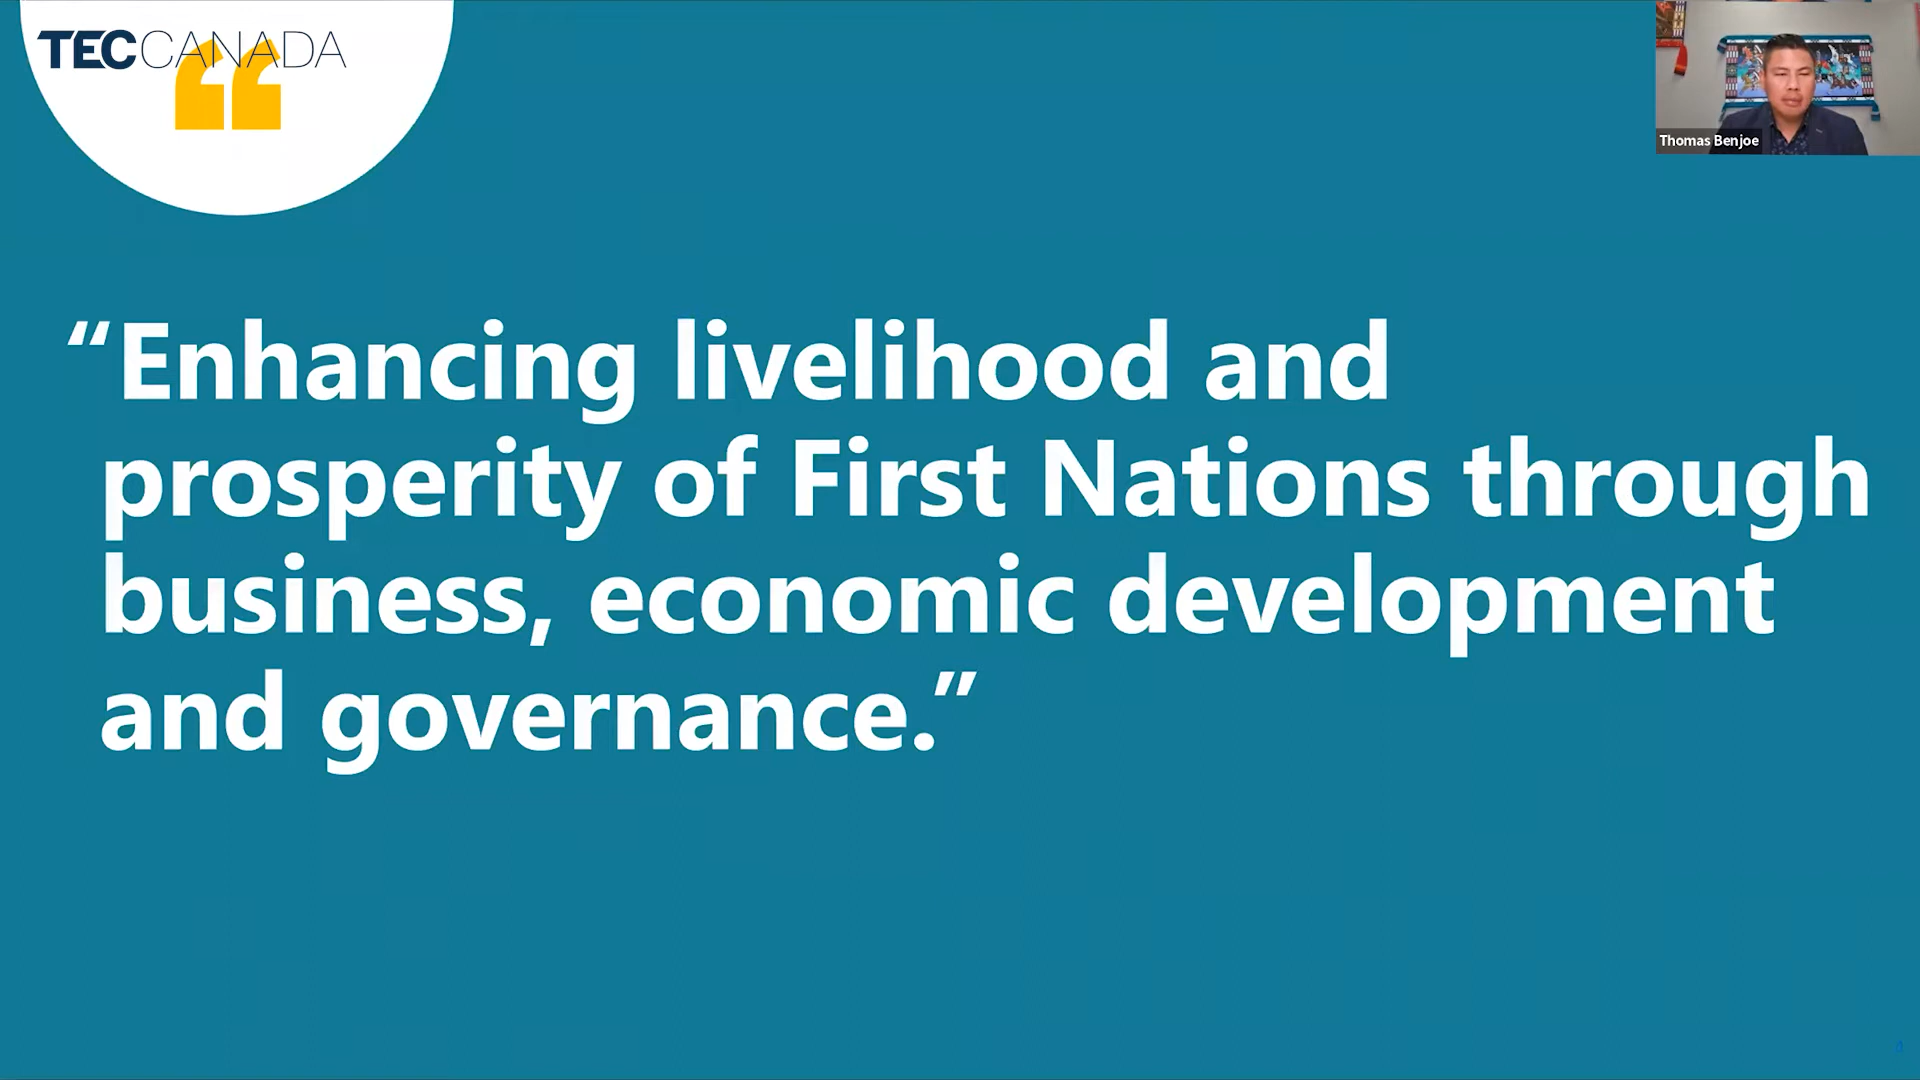 TECCANADA
Thomas Benjoe
“Enhancing livelihood and
prosperity of First Nations through
business, economic development
and governance.”